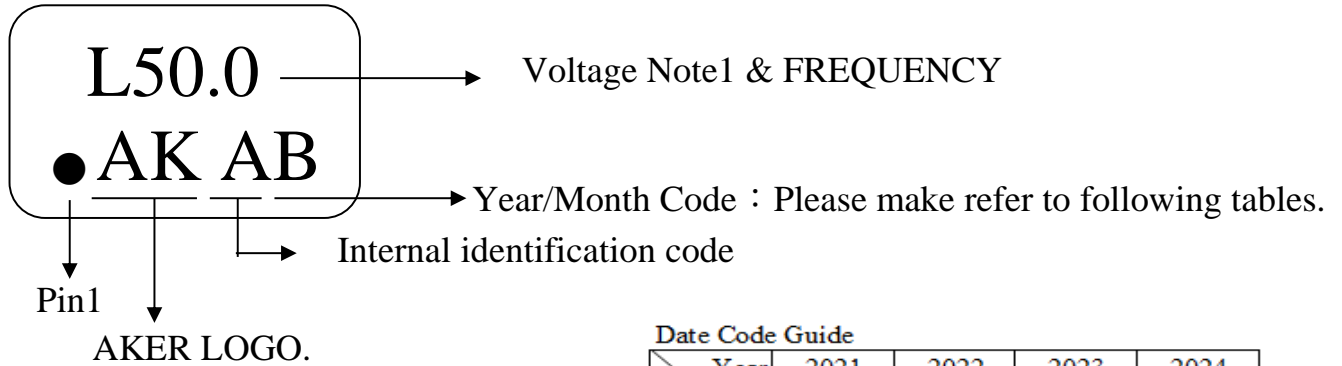 L50.0
Voltage Note1 & FREQUENCY
●AK AB
Year/Month Code：Please make refer to following tables.
Internal identification code
Pin1
AKER LOGO.
Date Code Guide
Year 2021 2022 2023 2024